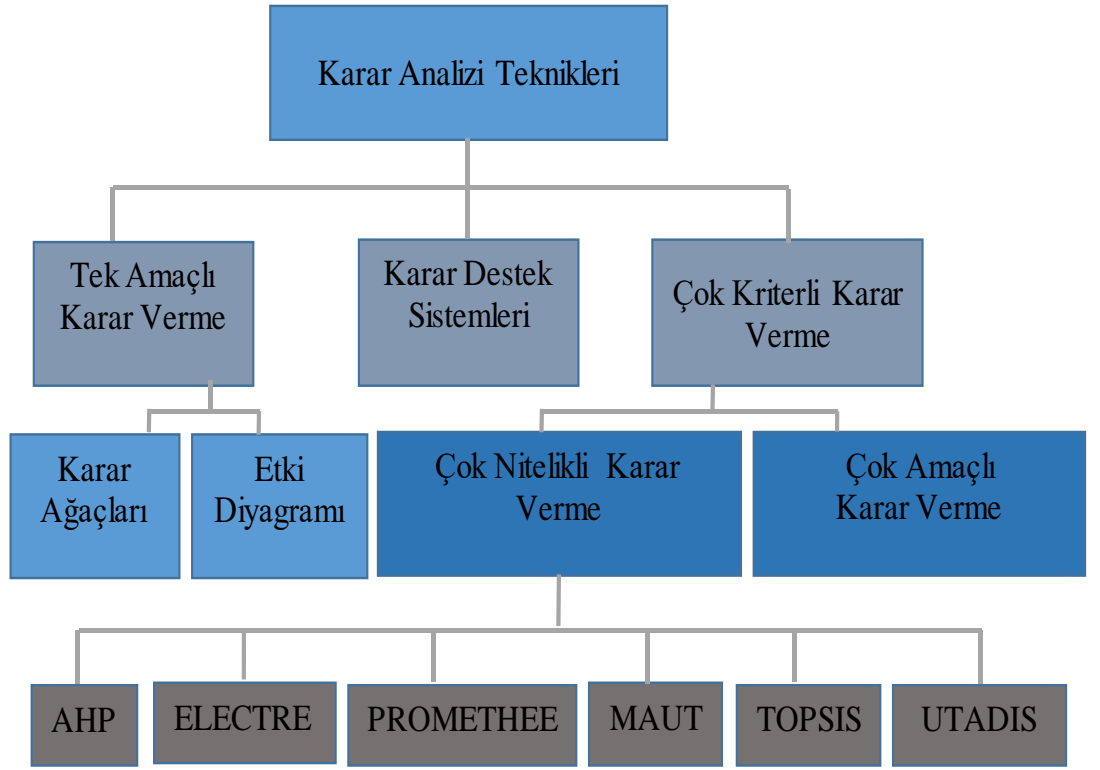 Karar Analizi Teknikleri
Tek Amaçlı
Karar Verme
Karar Destek
Sistemleri
Çok Kriterli Karar
Verme
Karar
Ağaçları
Etki
Diyagramı
Çok Nitelikli Karar
Verme
Çok Amaçlı
Karar Verme
AHP
ELECTRE
PROMETHEE
MAUT
TOPSIS
UTADIS